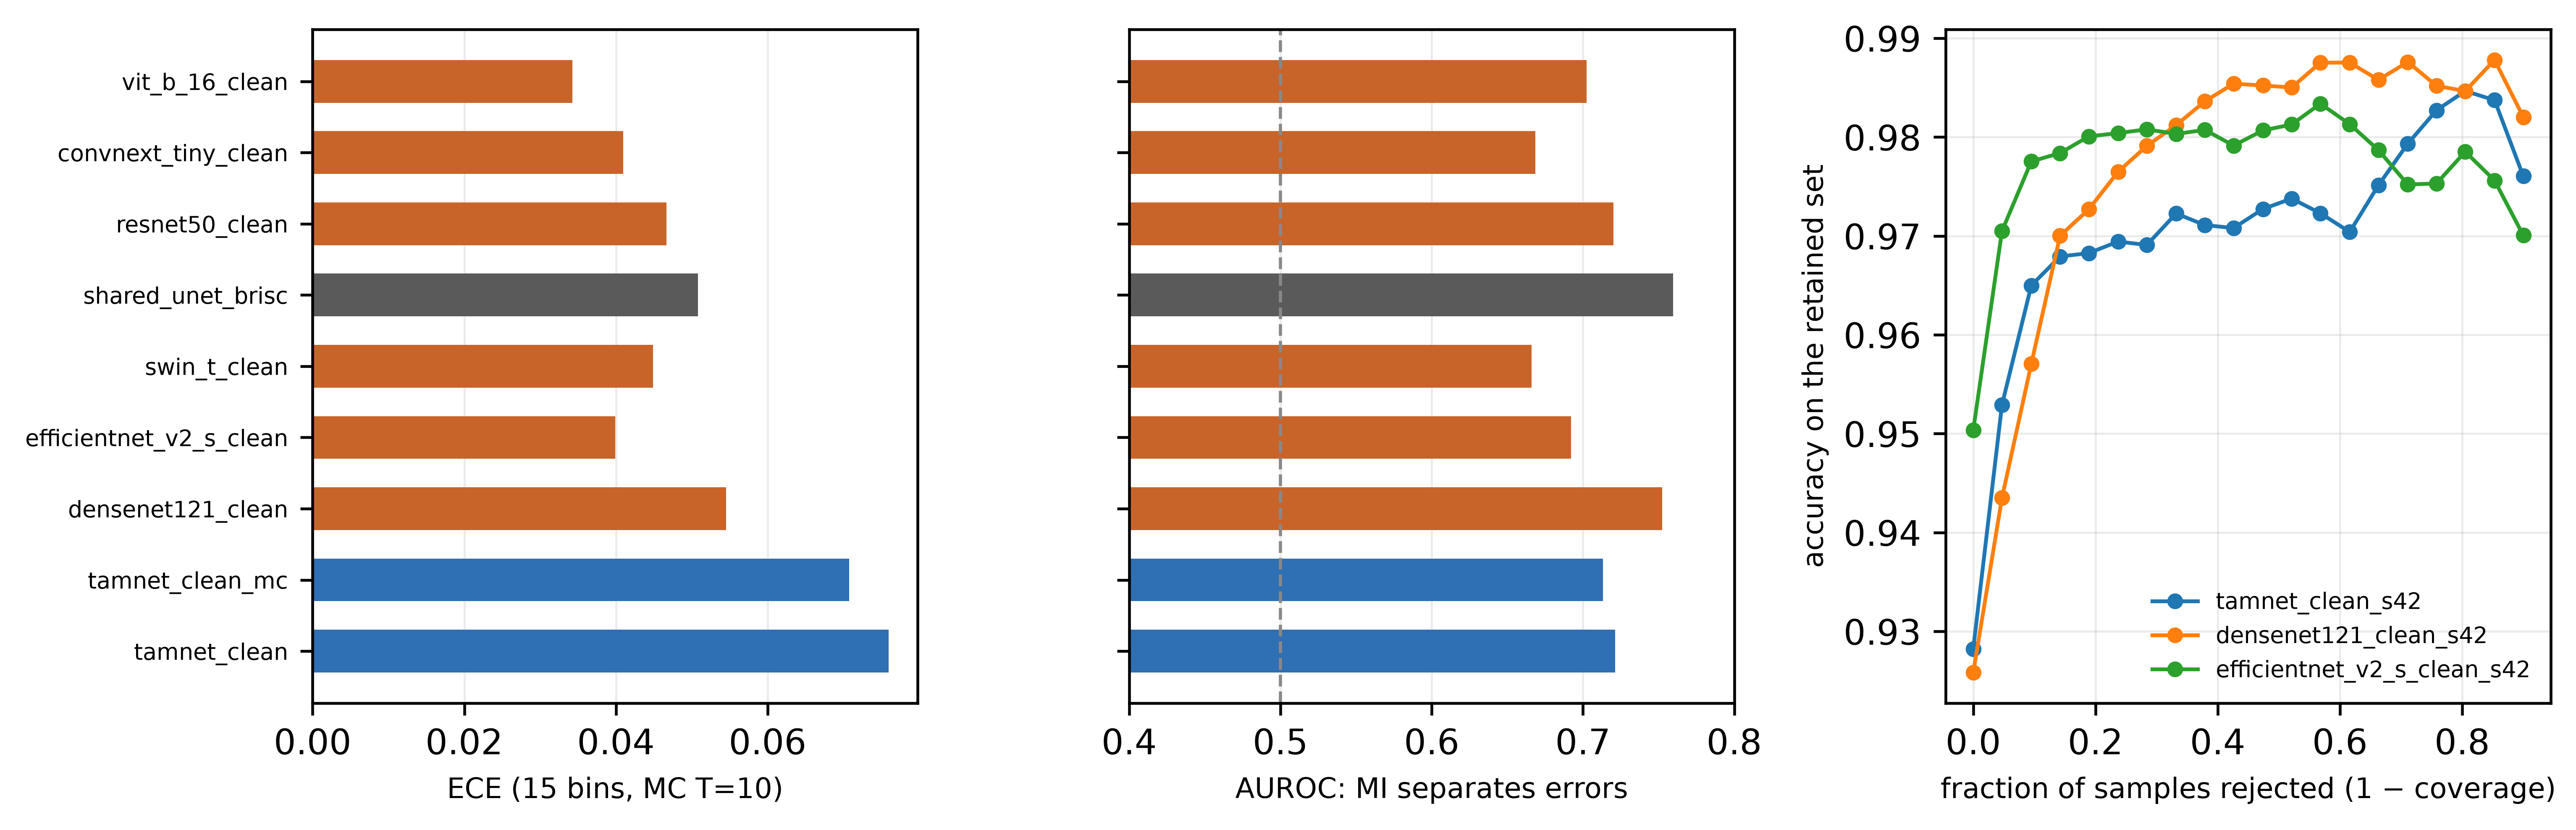 vit_b_16_clean
convnext_tiny_clean
resnet50_clean
shared_unet_brisc
swin_t_clean
efficientnet_v2_s_clean
densenet121_clean
tamnet_clean_mc
tamnet_clean
0.00 0.02 0.04 0.06
ECE (15 bins, MC T=10)
0.4 0.5 0.6 0.7 0.8
AUROC: MI separates errors
accuracy on the retained set
0.99
0.98
0.97
0.96
0.95
0.94
0.93
tamnet_clean_s42
densenet121_clean_s42
efficientnet_v2_s_clean_s42
0.0 0.2 0.4 0.6 0.8
fraction of samples rejected (1 − coverage)